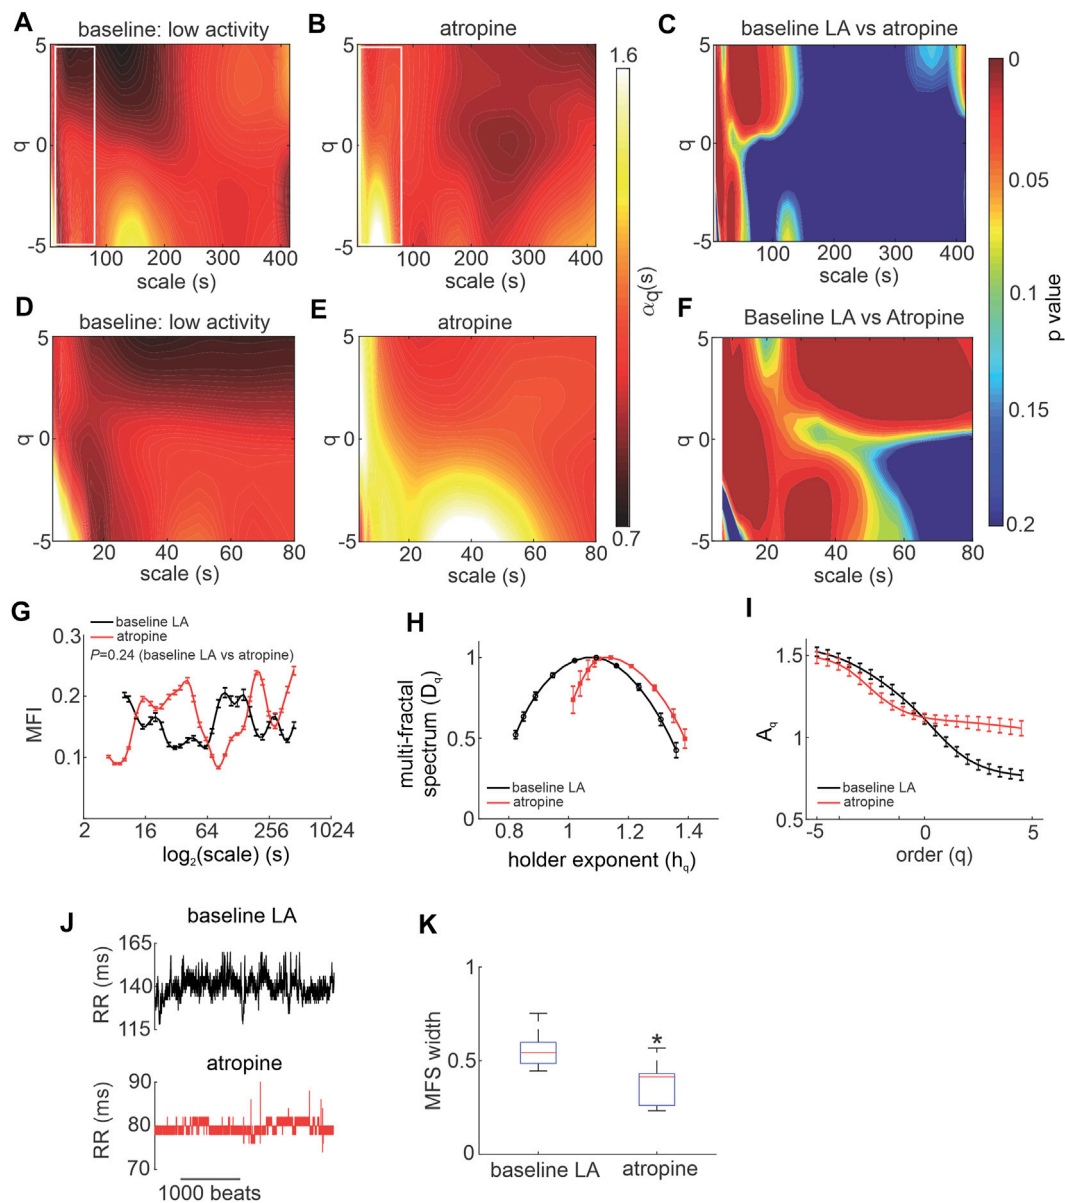 A
baseline: low activity
5
0
-5
q
100
200
300
400
scale (s)
B
atropine
5
0
-5
q
100
200
300
400
scale (s)
1.6
αq(s)
0.7
C
baseline LA vs atropine
5
0
-5
q
100
200
300
400
scale (s)
0
0.05
0.1
0.15
0.2
p value
D
baseline: low activity
5
0
-5
q
20
40
60
80
scale (s)
E
atropine
5
0
-5
q
20
40
60
80
scale (s)
F
Baseline LA vs Atropine
5
0
-5
q
20
40
60
80
scale (s)
G
baseline LA
atropine
P=0.24 (baseline LA vs atropine)
0.3
0.2
0.1
MFI
2
16
64
256
1024
log2(scale) (s)
H
1
0.5
0
multi-fractal
spectrum (Dq)
baseline LA
atropine
0.8
1
1.2
1.4
holder exponent (hq)
I
1.5
1
0.5
Aq
baseline LA
atropine
-5
0
5
order (q)
J
baseline LA
165
140
115
RR (ms)
atropine
90
80
70
RR (ms)
1000 beats
K
1
0.5
0
MFS width
*
baseline LA
atropine